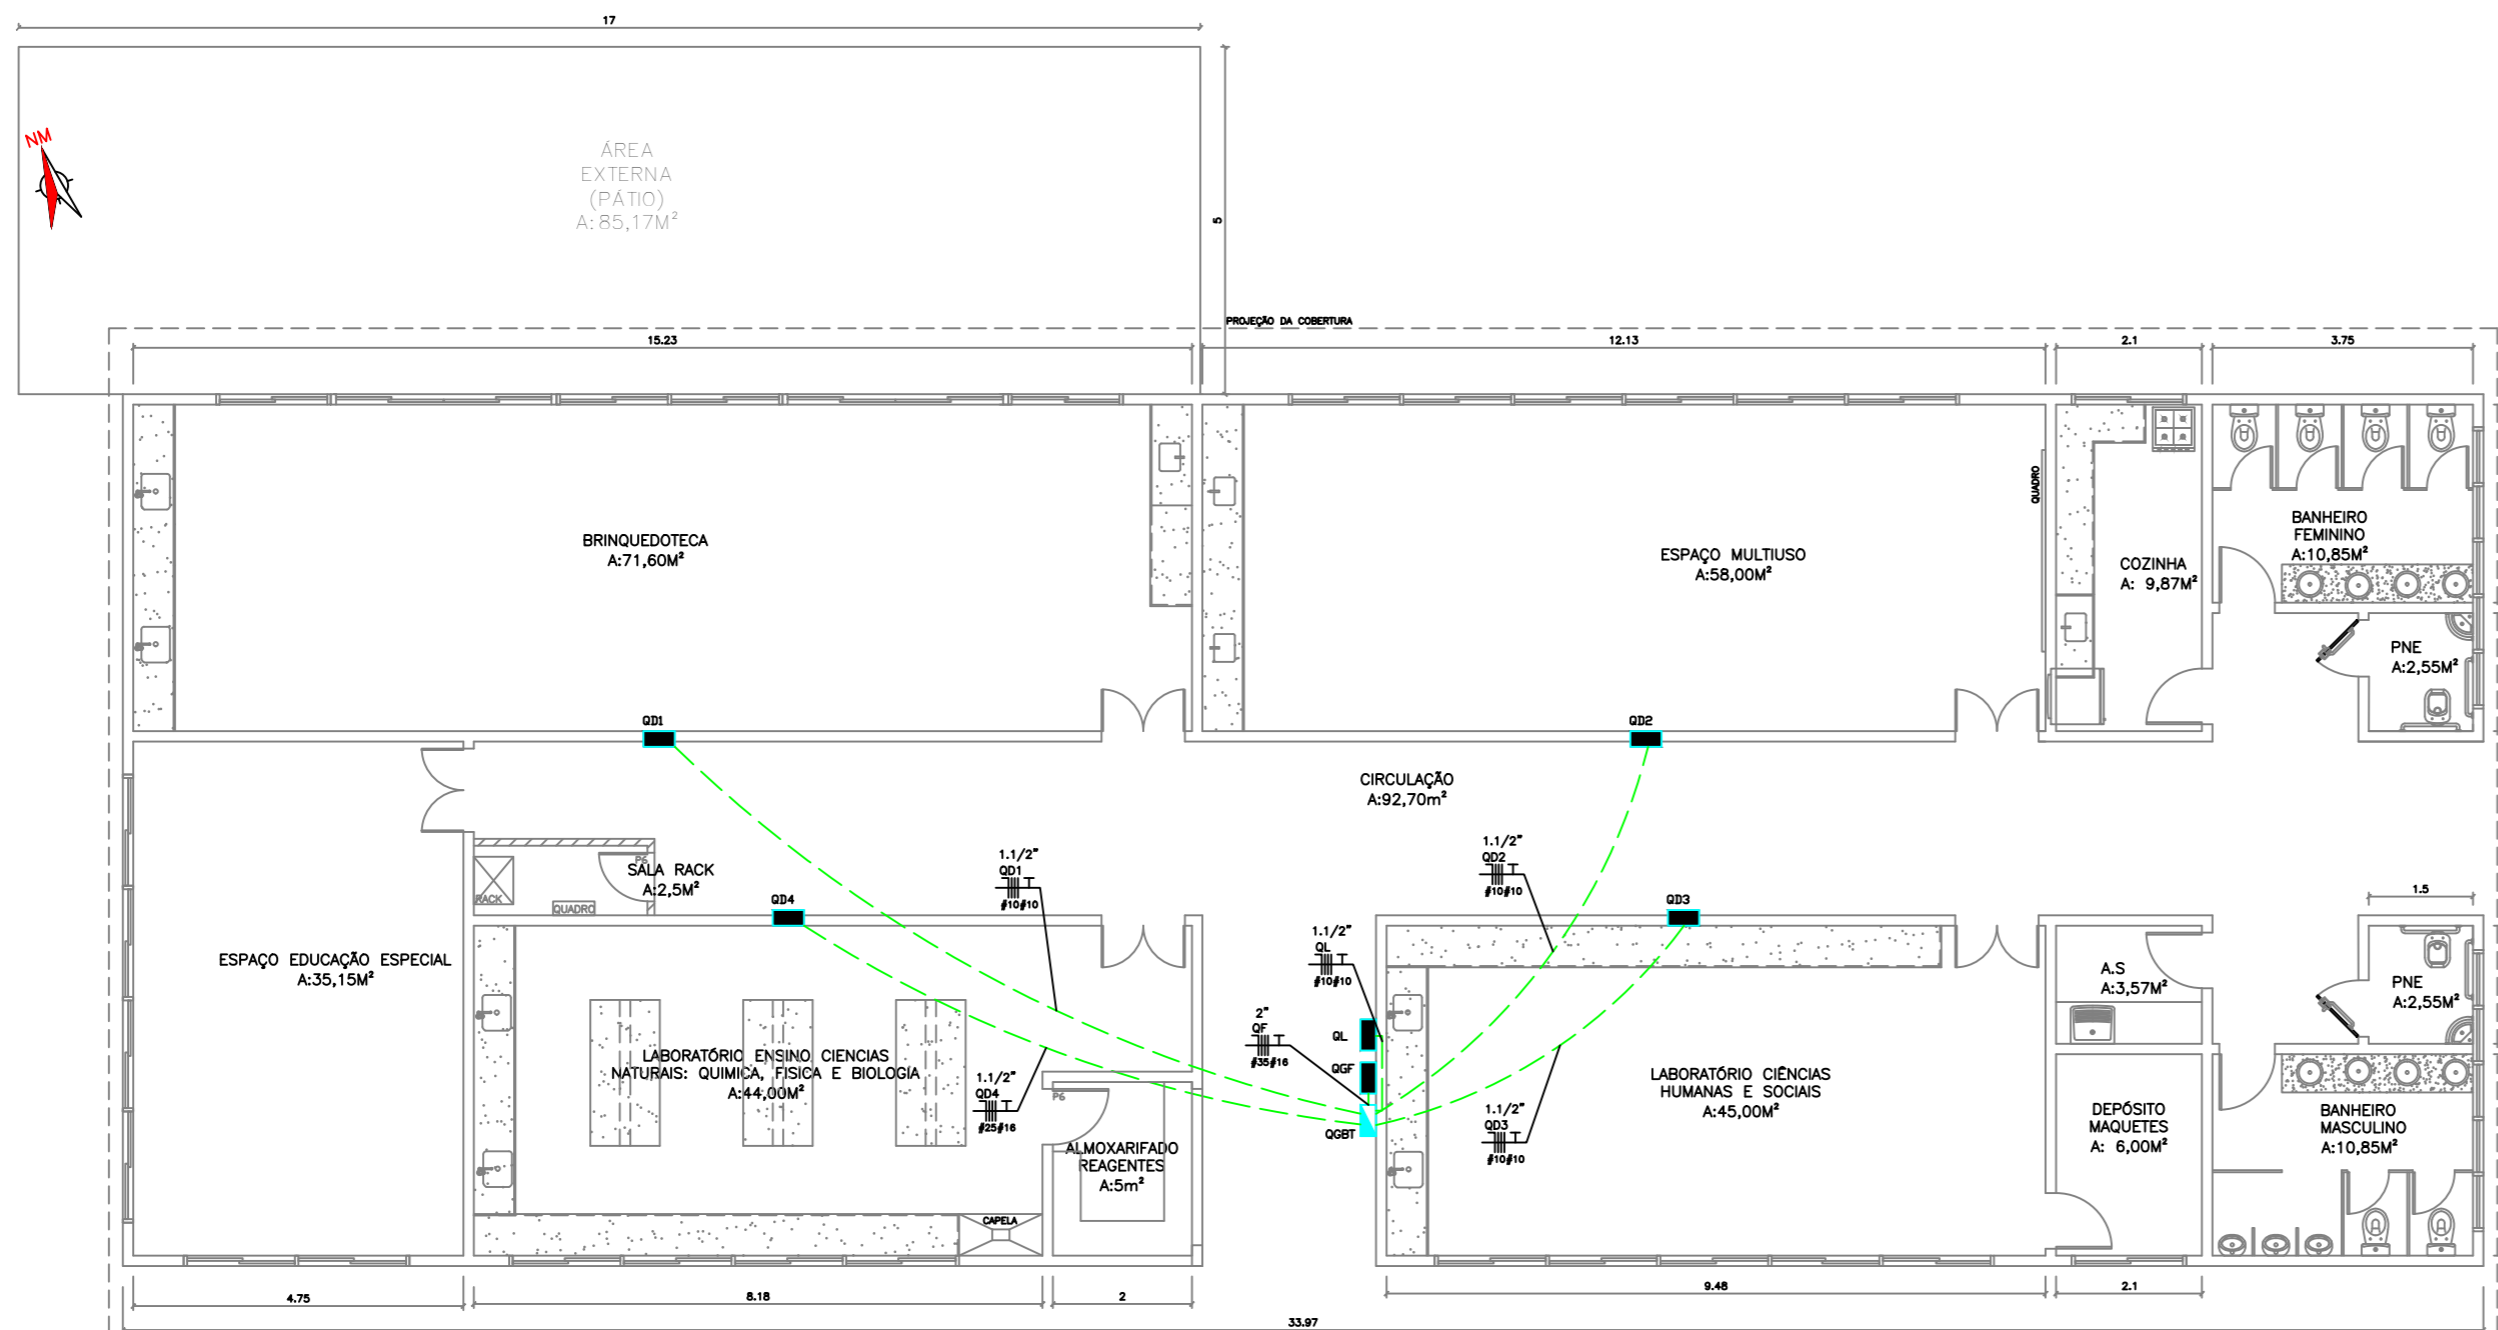 17
NM
ÁREA
EXTERNA
(PÁTIO)
A:85,17M²
5
PROJEÇÃO DA COBERTURA
15.23
12.13
2.1
3.75
BRINQUEDOTECA
A:71,60M²
ESPAÇO MULTIUSO
A:58,00M²
QUADRO
COZINHA
A: 9,87M²
BANHEIRO
FEMININO
A:10,85M²
PNE
A:2,55M²
QD1
QD2
CIRCULAÇÃO
A:92,70m²
P6
SALA RACK
A:2,5M²
RACK
QUADRO
QD4
1.1/2"
QD1
#10#10
1.1/2"
QD2
#10#10
QD3
1.5
ESPAÇO EDUCAÇÃO ESPECIAL
A:35,15M²
1.1/2"
QL
#10#10
2"
QF
#35#16
QL
QGF
QGBT
A.S
A:3,57M²
PNE
A:2,55M²
LABORATÓRIO ENSINO CIENCIAS
NATURAIS: QUIMICA, FISICA E BIOLOGIA
A:44,00M²
1.1/2"
QD4
#25#16
P6
ALMOXARIFADO
REAGENTES
A:5m²
LABORATÓRIO CIÊNCIAS
HUMANAS E SOCIAIS
A:45,00M²
1.1/2"
QD3
#10#10
DEPÓSITO
MAQUETES
A: 6,00M²
BANHEIRO
MASCULINO
A:10,85M²
CAPELA
4.75
8.18
2
9.48
2.1
33.97